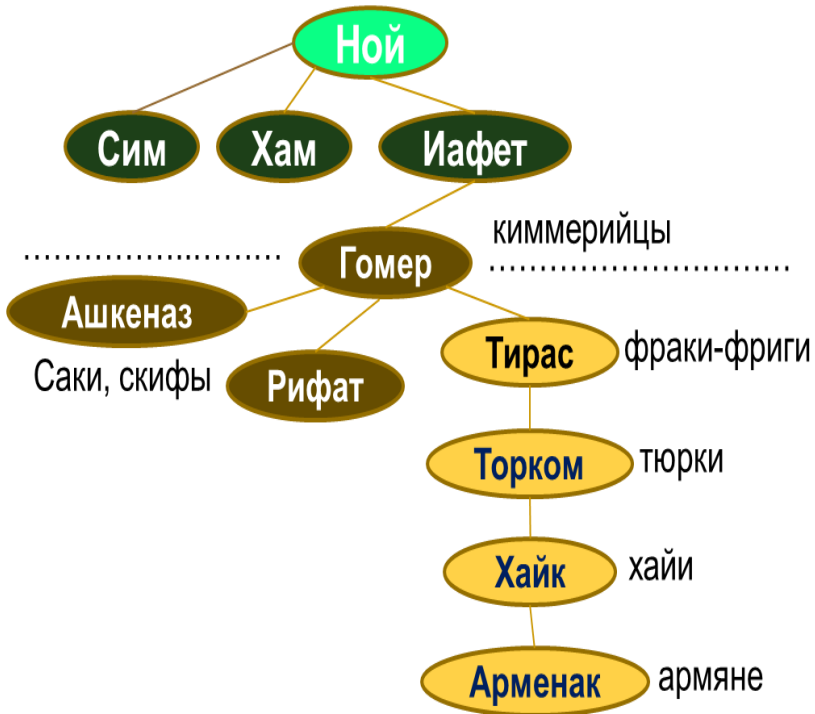 Ной
Сим Хам Иафет
киммерийцы
Гомер
Ашкеназ
Тирас фраки-фриги
Саки, скифы Рифат
Торком тюрки
Хайк хайи
Арменак армяне